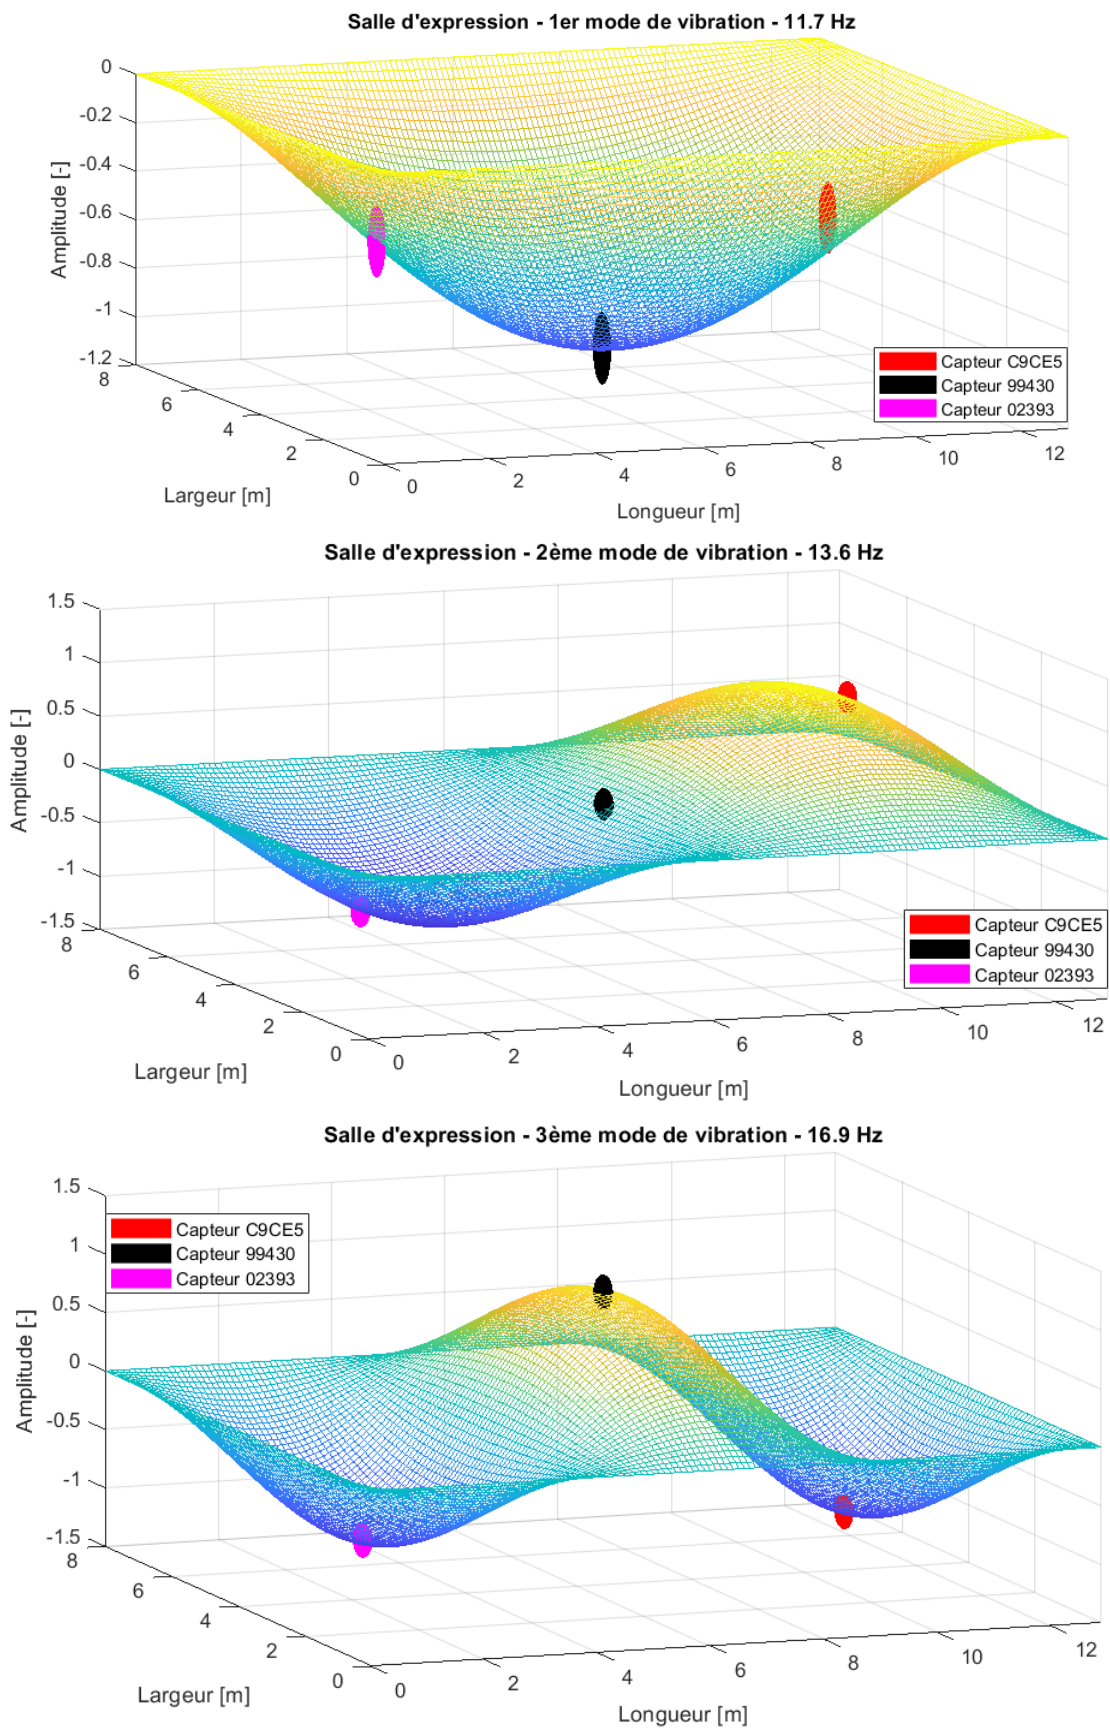 Salle d'expression - 1er mode de vibration - 11.7 Hz
0
-0.2
-0.4
-0.6
-0.8
-1
-1.2
Amplitude [-]
8
6
4
2
0
Largeur [m]
0
2
4
6
8
10
12
Longueur [m]
Capteur C9CE5
Capteur 99430
Capteur 02393
Salle d'expression - 2ème mode de vibration - 13.6 Hz
1.5
1
0.5
0
-0.5
-1
-1.5
Amplitude [-]
8
6
4
2
0
Largeur [m]
0
2
4
6
8
10
12
Longueur [m]
Capteur C9CE5
Capteur 99430
Capteur 02393
Salle d'expression - 3ème mode de vibration - 16.9 Hz
1.5
1
0.5
0
-0.5
-1
-1.5
Amplitude [-]
Capteur C9CE5
Capteur 99430
Capteur 02393
8
6
4
2
0
Largeur [m]
0
2
4
6
8
10
12
Longueur [m]